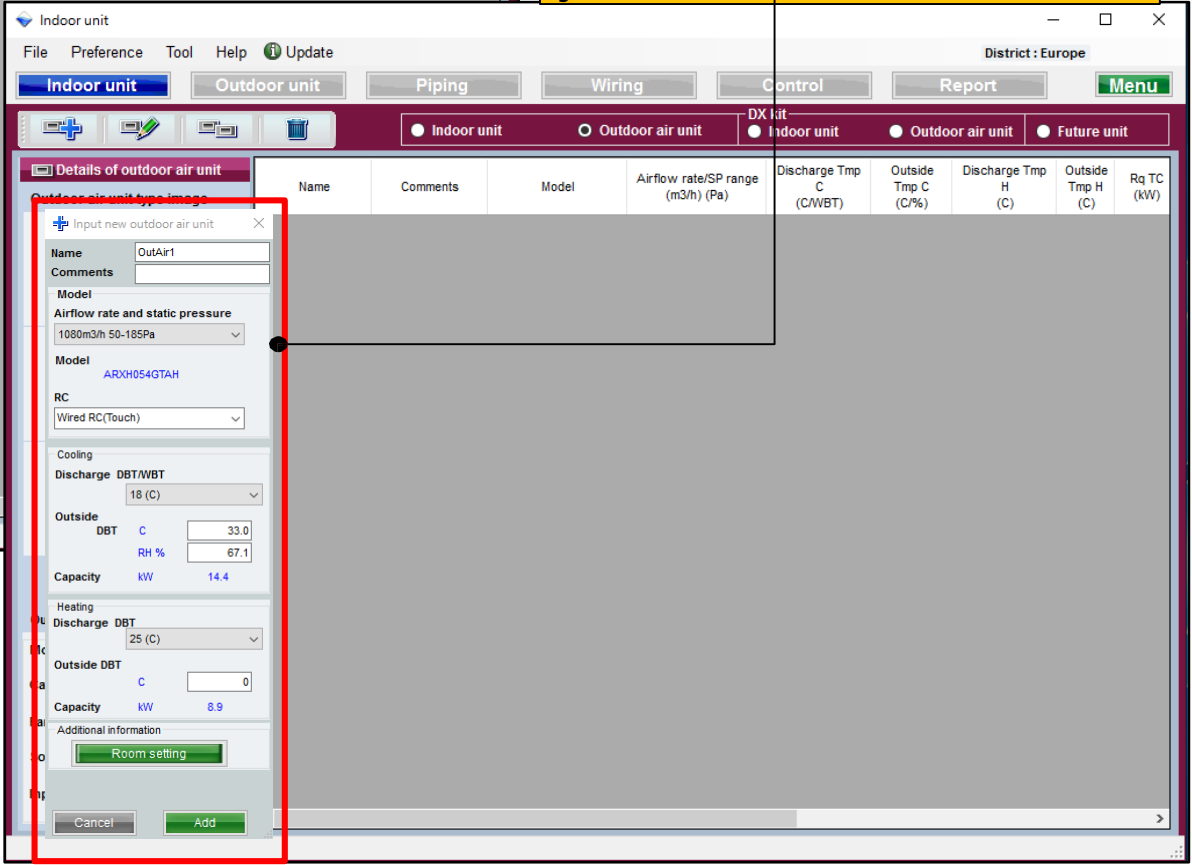 Indoor unit
File Preference Tool Help Update
District : Europe
Indoor unit Outdoor unit Piping Wiring Control Report Menu
DX kit
Indoor unit Outdoor air unit Indoor unit Outdoor air unit Future unit
Details of outdoor air unit
Outdoor air unit type image
Name Comments Model
Airflow rate/SP range
(m3/h) (Pa)
Discharge Tmp
C
(C/WBT)
Outside
Tmp C
(C/%)
Discharge Tmp
H
(C)
Outside
Tmp H
(C)
Rq TC
(kW)
Input new outdoor air unit
Name OutAir1
Comments
Model
Airflow rate and static pressure
1080m3/h 50-185Pa
Model
ARXH054GTAH
RC
Wired RC(Touch)
Cooling
Discharge DBT/WBT
18 (C)
Outside
DBT C 33.0
RH % 67.1
Capacity kW 14.4
Heating
Discharge DBT
25 (C)
Outside DBT
C 0
Capacity kW 8.9
Additional information
Room setting
Cancel Add